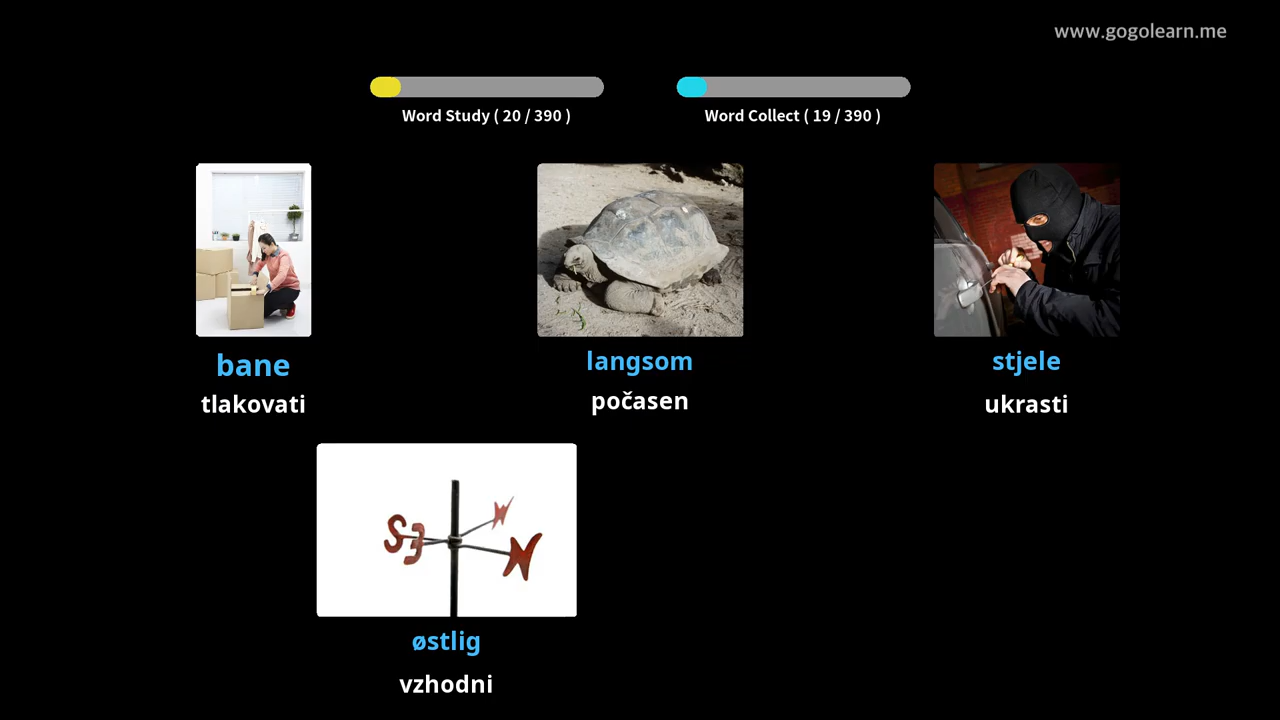 www.gogolearn.me
Word Study ( 20 / 390 )
Word Collect ( 19 / 390 )
bane
tlakovati
langsom
počasen
stjele
ukrasti
S
E
N
østlig
vzhodni